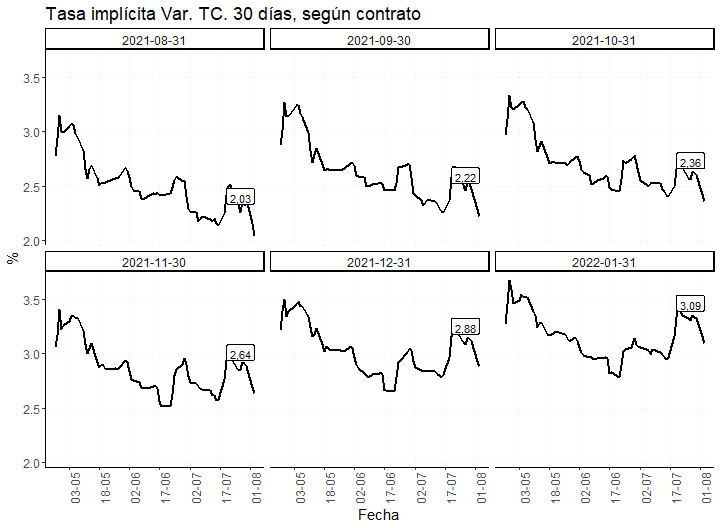 Tasa implícita Var. TC. 30 días, según contrato
2021-08-31 2021-09-30 2021-10-31
3.5
3.0
2.5
2.0
2,03 2,22 2,36
%
2021-11-30 2021-12-31 2022-01-31
3.5
3.0
2.5
2.0
2,64 2,88 3,09
03-05 18-05 02-06 17-06 02-07 17-07 01-08 03-05 18-05 02-06 17-06 02-07 17-07 01-08 03-05 18-05 02-06 17-06 02-07 17-07 01-08
Fecha